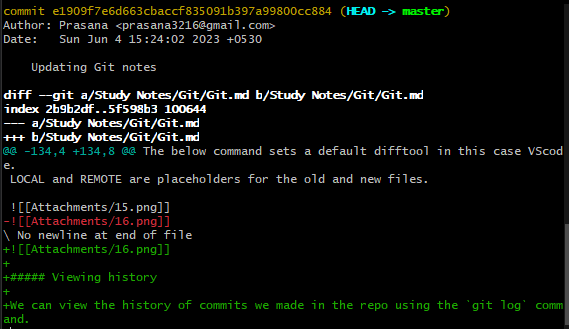 commit e1909f7e6d663cbaccf835091b397a99800cc884 (HEAD -> master)
Author: Prasana <prasana3216@gmail.com>
Date:   Sun Jun 4 15:24:02 2023 +0530

    Updating Git notes

diff --git a/Study Notes/Git/Git.md b/Study Notes/Git/Git.md
index 2b9b2df..5f598b3 100644
--- a/Study Notes/Git/Git.md
+++ b/Study Notes/Git/Git.md
@@ -134,4 +134,8 @@ The below command sets a default difftool in this case VScod
e.
 LOCAL and REMOTE are placeholders for the old and new files.

 ![[Attachments/15.png]]
-![[Attachments/16.png]]
\ No newline at end of file
+![[Attachments/16.png]]
+
+##### Viewing history
+
+We can view the history of commits we made in the repo using the `git log` comm
and.